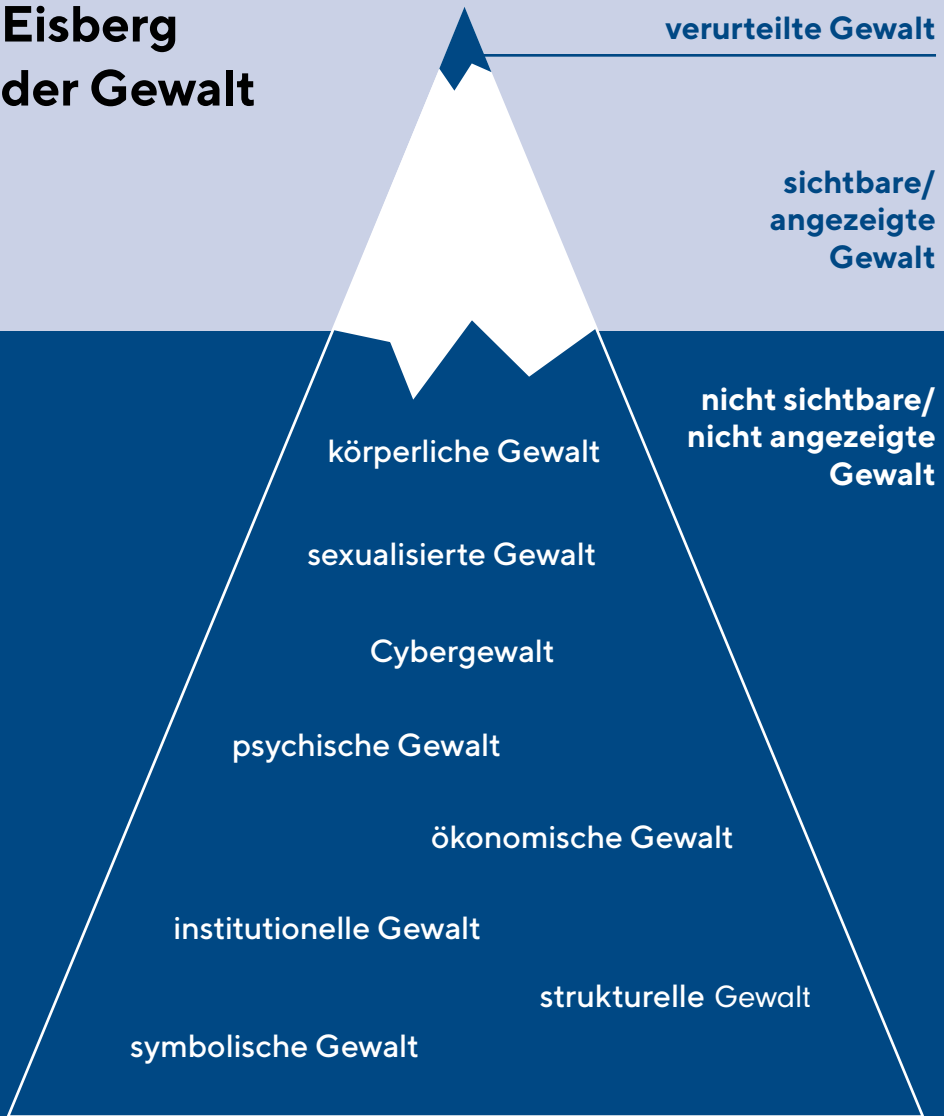 Eisberg
der Gewalt
verurteilte Gewalt
sichtbare/
angezeigte
Gewalt
nicht sichtbare/
nicht angezeigte
Gewalt
körperliche Gewalt
sexualisierte Gewalt
Cybergewalt
psychische Gewalt
ökonomische Gewalt
institutionelle Gewalt
strukturelle Gewalt
symbolische Gewalt